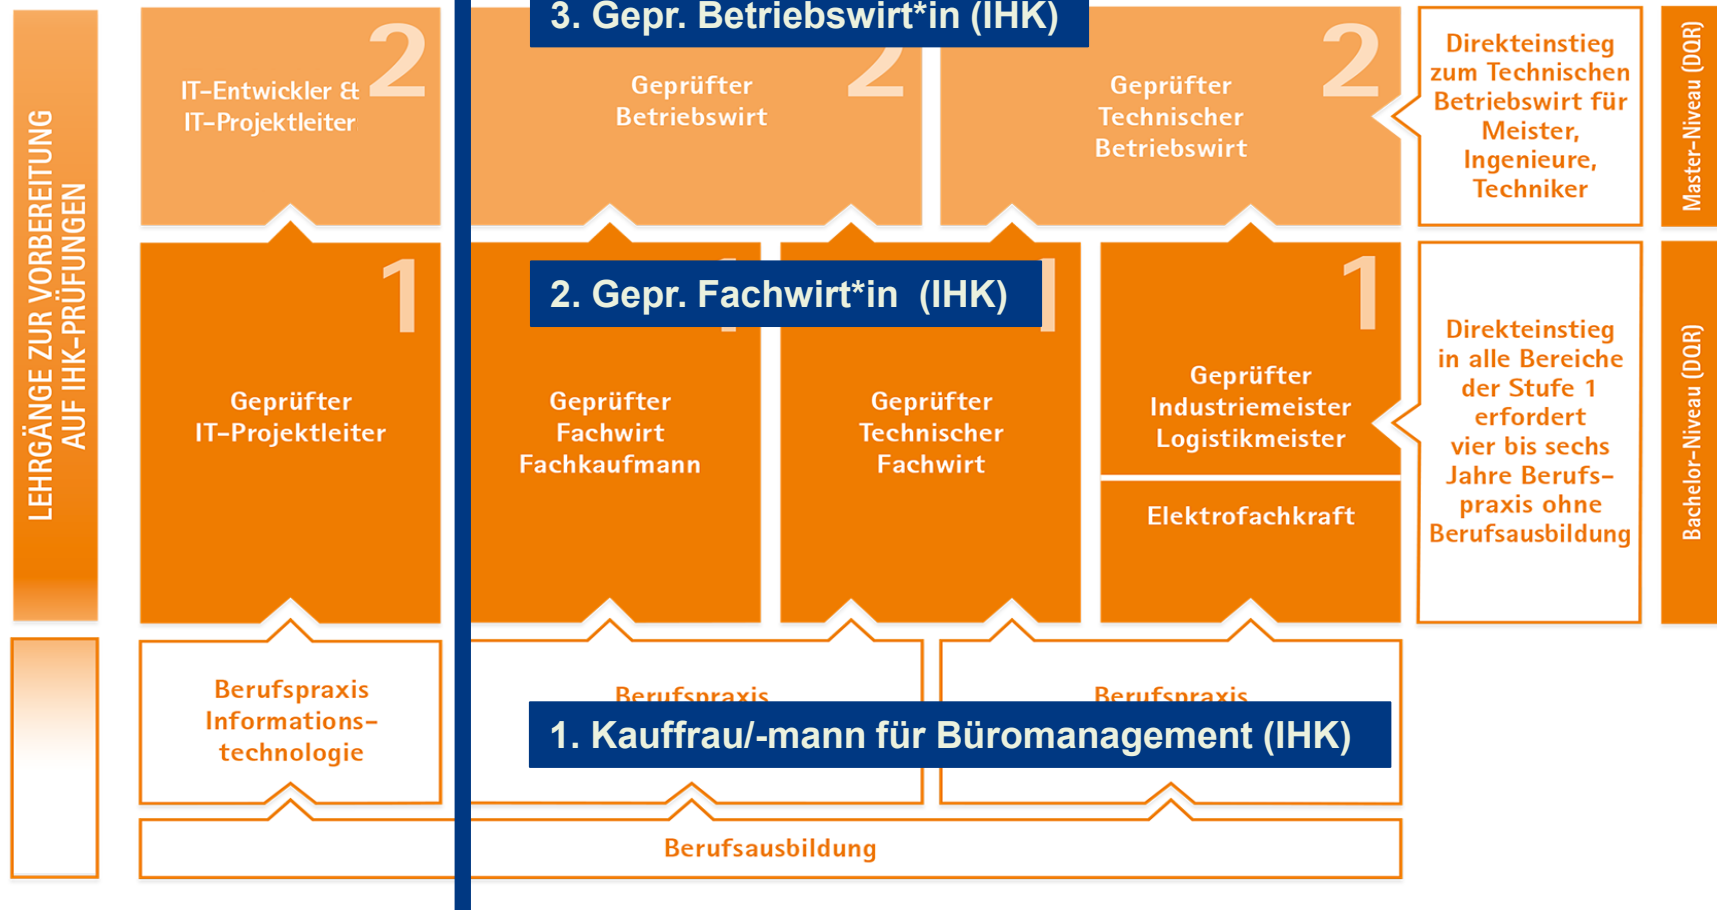 LEHRGÄNGE ZUR VORBEREITUNG
AUF IHK-PRÜFUNGEN
3. Gepr. Betriebswirt*in (IHK)
2
IT-Entwickler &
IT-Projektleiter
2
Geprüfter
Betriebswirt
2
Geprüfter
Technischer
Betriebswirt
Direkteinstieg
zum Technischen
Betriebswirt für
Meister,
Ingenieure,
Techniker
Master-Niveau (DQR)
2. Gepr. Fachwirt*in (IHK)
1
Geprüfter
IT-Projektleiter
Geprüfter
Fachwirt
Fachkaufmann
Geprüfter
Technischer
Fachwirt
1
Geprüfter
Industriemeister
Logistikmeister
Elektrofachkraft
Direkteinstieg
in alle Bereiche
der Stufe 1
erfordert
vier bis sechs
Jahre Berufs-
praxis ohne
Berufsausbildung
Bachelor-Niveau (DQR)
Berufspraxis
Informations-
technologie
Berufspraxis
Berufspraxis
1. Kauffrau/-mann für Büromanagement (IHK)
Berufsausbildung